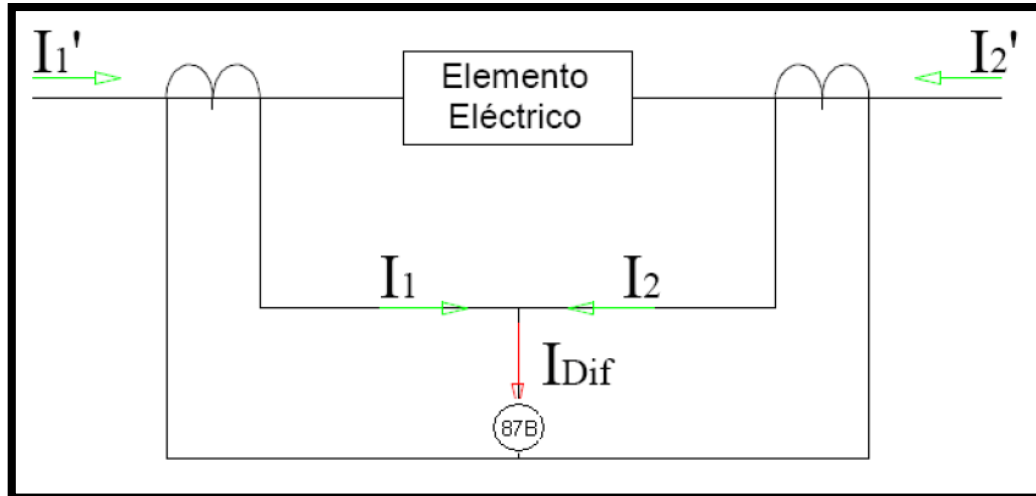 I1'
Elemento
Eléctrico
I2'
I1
I2
IDif
87B